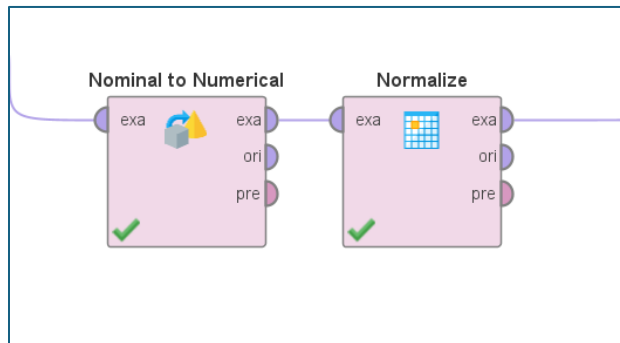 Nominal to Numerical
exa
exa
ori
pre
Normalize
exa
exa
ori
pre